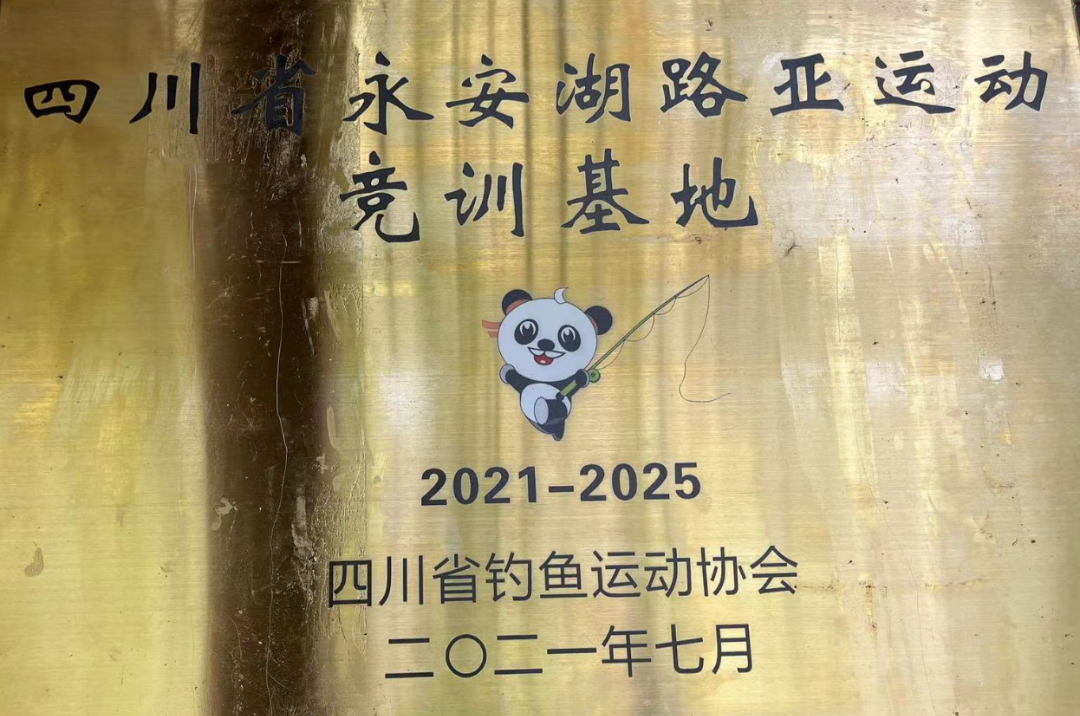 四川省永安湖路亚运动
竞训基地
2021-2025
四川省钓鱼运动协会
二〇二一年七月